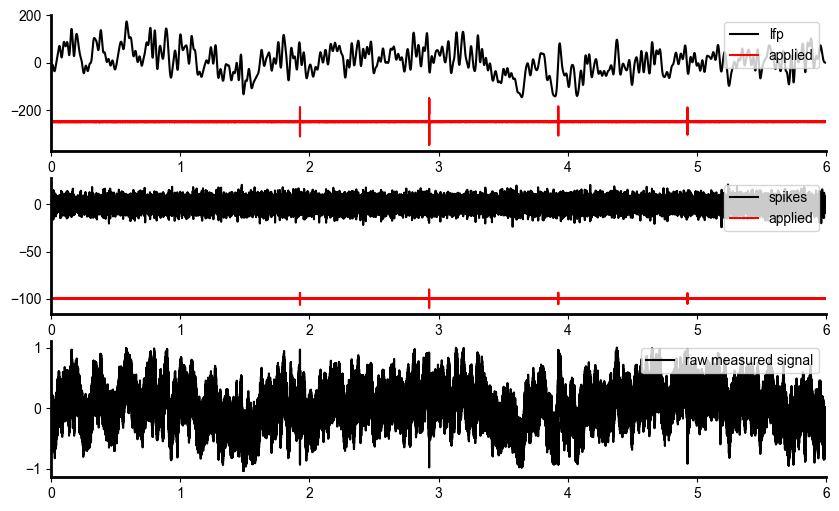 200
0
−200
lfp
applied
0 1 2 3 4 5 6
0
−50
−100
spikes
applied
0 1 2 3 4 5 6
1
0
−1
raw measured signal
0 1 2 3 4 5 6